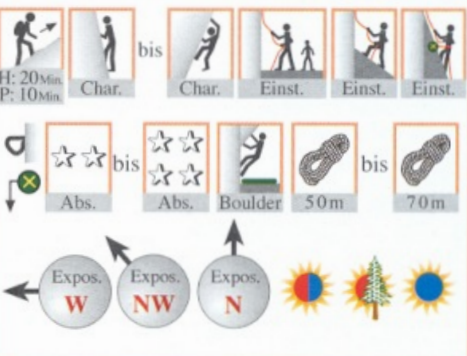 bis
H: 20 Min.
P: 10 Min.
Char.
Char.
Einst.
Einst.
Einst.
bis
bis
Abs.
Abs.
Boulder
50 m
70 m
Expos.
W
Expos.
NW
Expos.
N